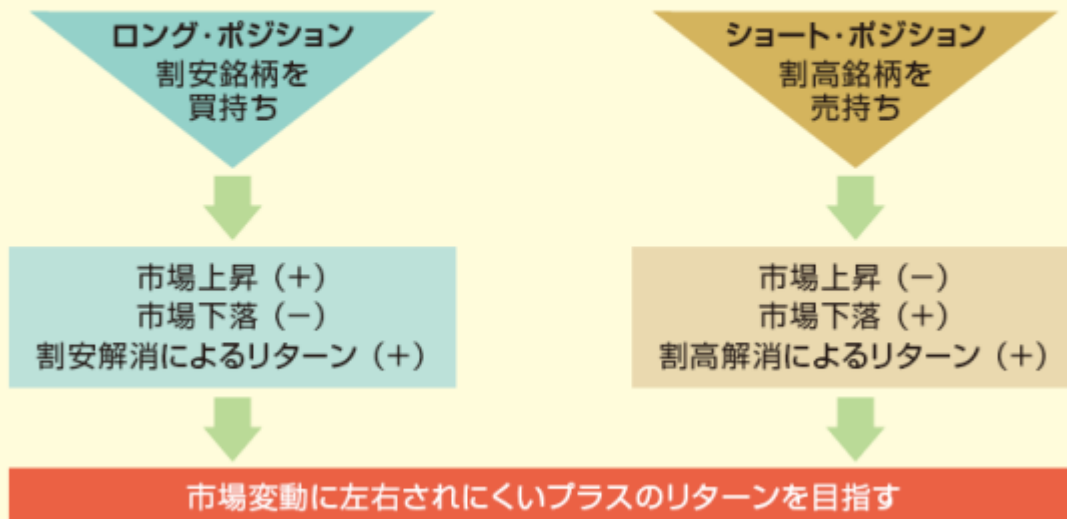 ロング・ポジション
割安銘柄を
買持ち
ショート・ポジション
割高銘柄を
売持ち
市場上昇（＋）
市場下落（－）
割安解消によるリターン（＋）
市場上昇（－）
市場下落（＋）
割高解消によるリターン（＋）
市場変動に左右されにくいプラスのリターンを目指す